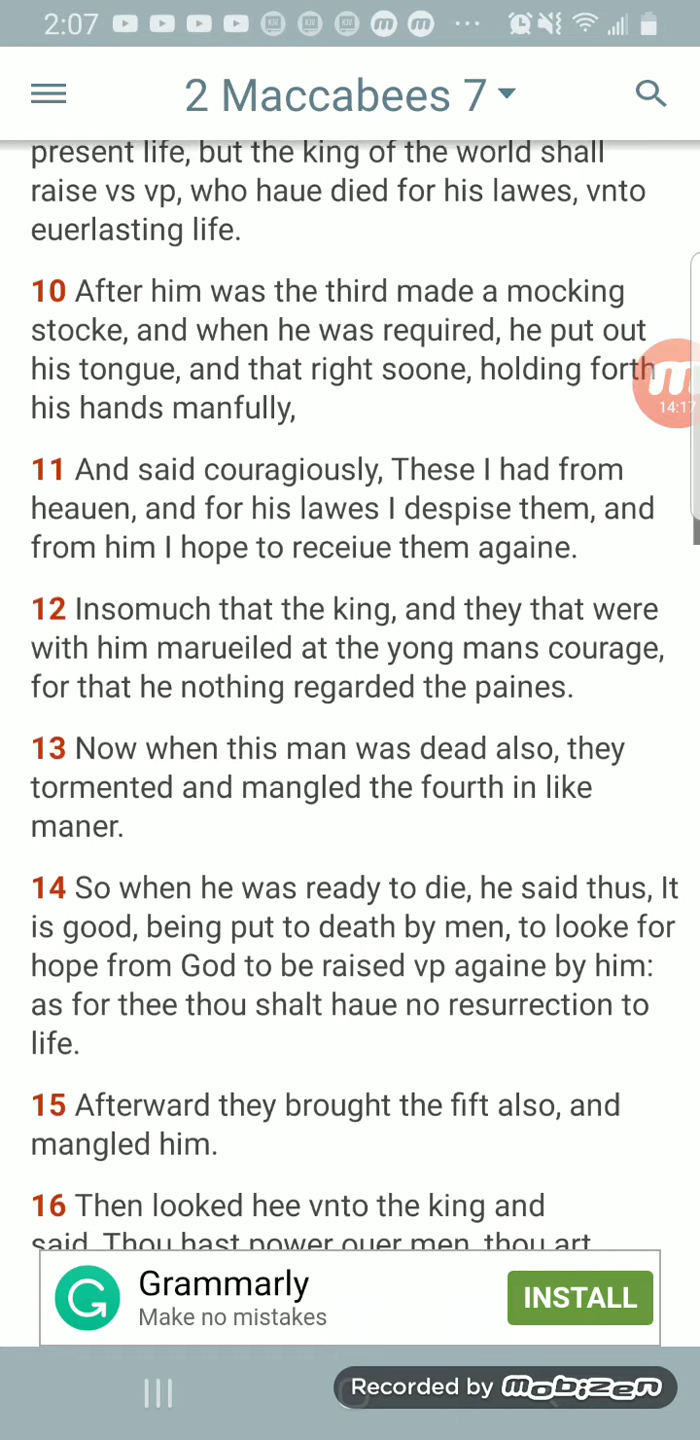 2:07
2 Maccabees 7
present life, but the king of the world shall
raise vs vp, who haue died for his lawes, vnto
euerlasting life.
10 After him was the third made a mocking
stocke, and when he was required, he put out
his tongue, and that right soone, holding forth
his hands manfully,
14:17
11 And said couragiously, These I had from
heauen, and for his lawes I despise them, and
from him I hope to receiue them againe.
12 Insomuch that the king, and they that were
with him marueiled at the yong mans courage,
for that he nothing regarded the paines.
13 Now when this man was dead also, they
tormented and mangled the fourth in like
maner.
14 So when he was ready to die, he said thus, It
is good, being put to death by men, to looke for
hope from God to be raised vp againe by him:
as for thee thou shalt haue no resurrection to
life.
15 Afterward they brought the fift also, and
mangled him.
16 Then looked hee vnto the king and
said, Thou hast power ouer men, thou art
Grammarly
Make no mistakes
INSTALL
Recorded by mobizen